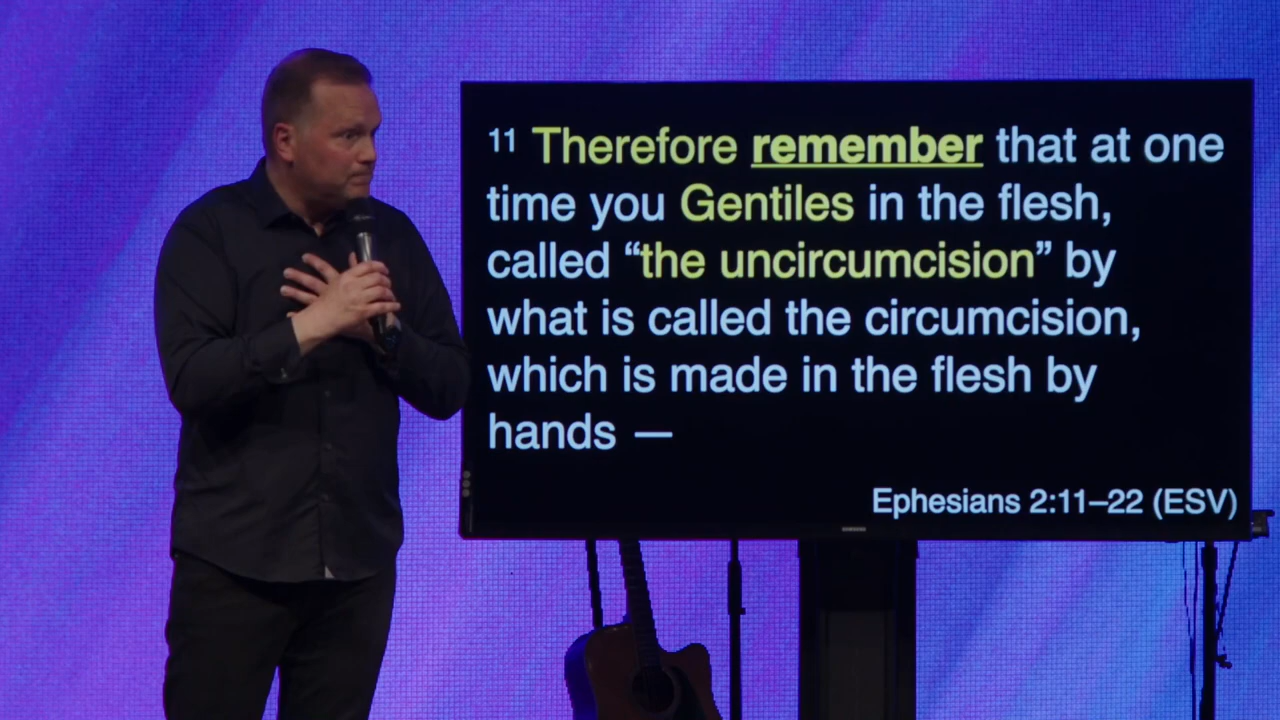 11 Therefore remember that at one
time you Gentiles in the flesh,
called “the uncircumcision” by
what is called the circumcision,
which is made in the flesh by
hands —
Ephesians 2:11–22 (ESV)